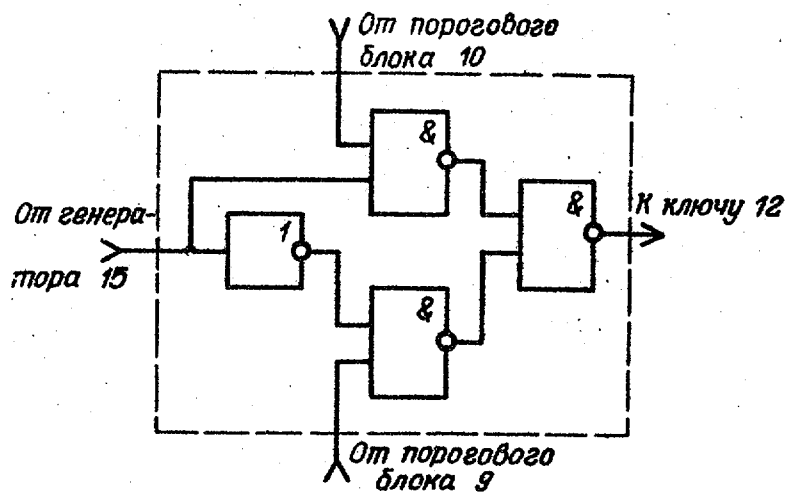 От порогового
блока 10
&
&
К ключу 12
От генера-
1
тора 15
&
От порогового
блока 9